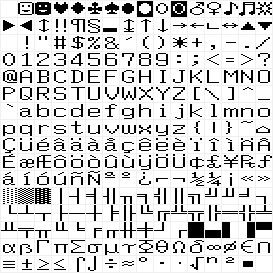 ☺☻♥♦♣♠•◘○◙♂♀♪♫☼
►◄↕‼¶§▬↨↑↓→←∟↔▲▼
!"#$%&'()*+,-./
0123456789:;<=>?
@ABCDEFGHIJKLMNO
PQRSTUVWXYZ[\]^_
`abcdefghijklmno
pqrstuvwxyz{|}~⌂
ÇüéâäàåçêëèïîìÄÅ
ÉæÆôöòûùÿÖÜ¢£¥₧ƒ
áíóúñÑªº¿⌐¬½¼¡«»
░▒▓│┤╡╢╖╕╣║╗╝╜╛┐
└┴┬├─┼╞╟╚╔╩╦╠═╬╧
╨╤╥╙╘╒╓╫╪┘┌█▄▌▐▀
αßΓπΣσµτΦΘΩδ∞φε∩
≡±≥≤⌠⌡÷≈°∙·√ⁿ²■